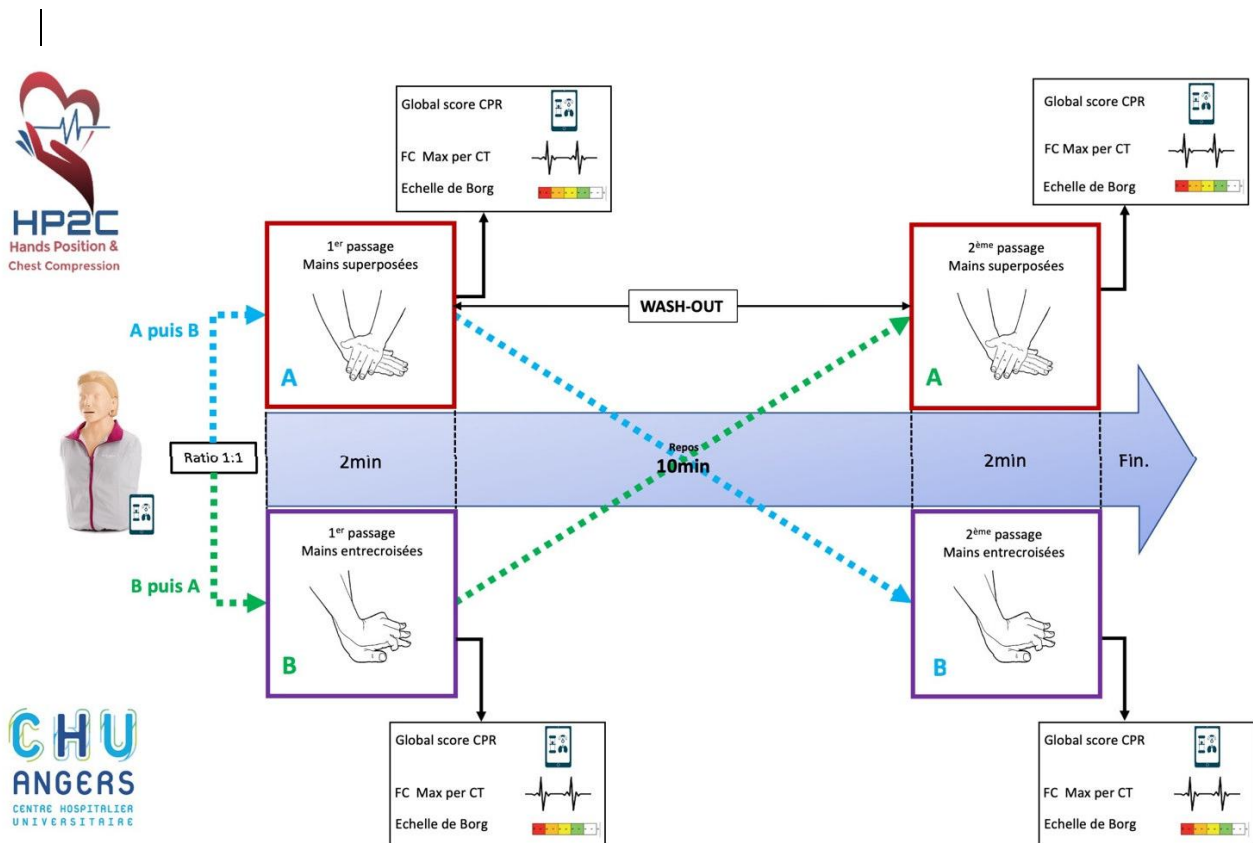 HP2C
Hands Position &
Chest Compression
Global score CPR
FC Max per CT
Echelle de Borg
Global score CPR
FC Max per CT
Echelle de Borg
A puis B
1er passage
Mains superposées
A
WASH-OUT
2ème passage
Mains superposées
A
Ratio 1:1
2min
Repos
10min
2min
Fin.
B puis A
1er passage
Mains entrecroisées
B
2ème passage
Mains entrecroisées
B
CHU
ANGERS
CENTRE HOSPITALIER
UNIVERSITAIRE
Global score CPR
FC Max per CT
Echelle de Borg
Global score CPR
FC Max per CT
Echelle de Borg